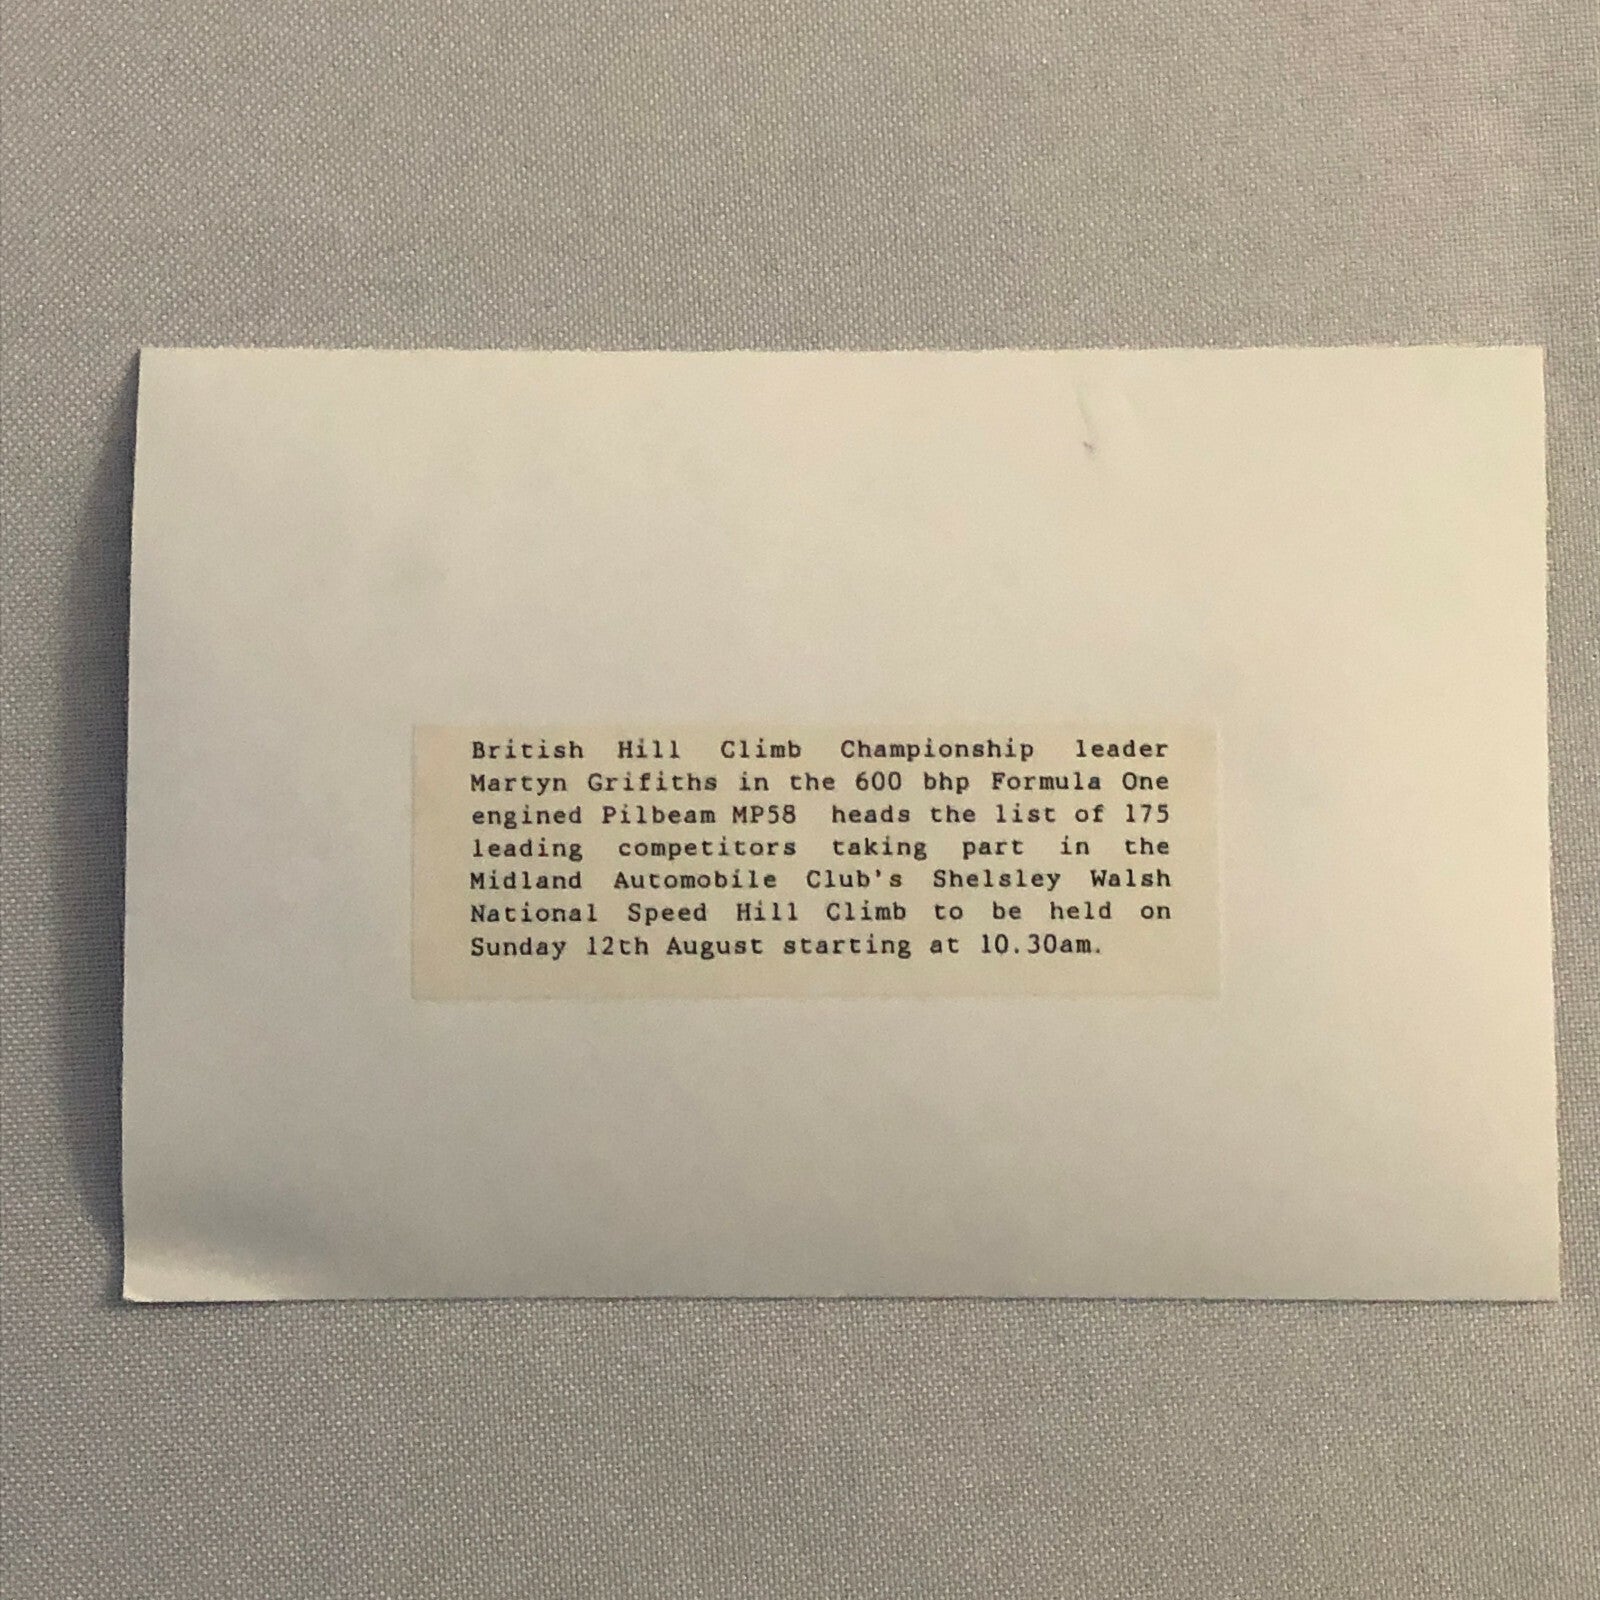 British Hill Climb Championship leader
Martyn Grifiths in the 600 bhp Formula One
engined Pilbeam MP58 heads the list of 175
leading competitors taking part in the
Midland Automobile Club's Shelsley Walsh
National Speed Hill Climb to be held on
Sunday 12th August starting at 10.30am.